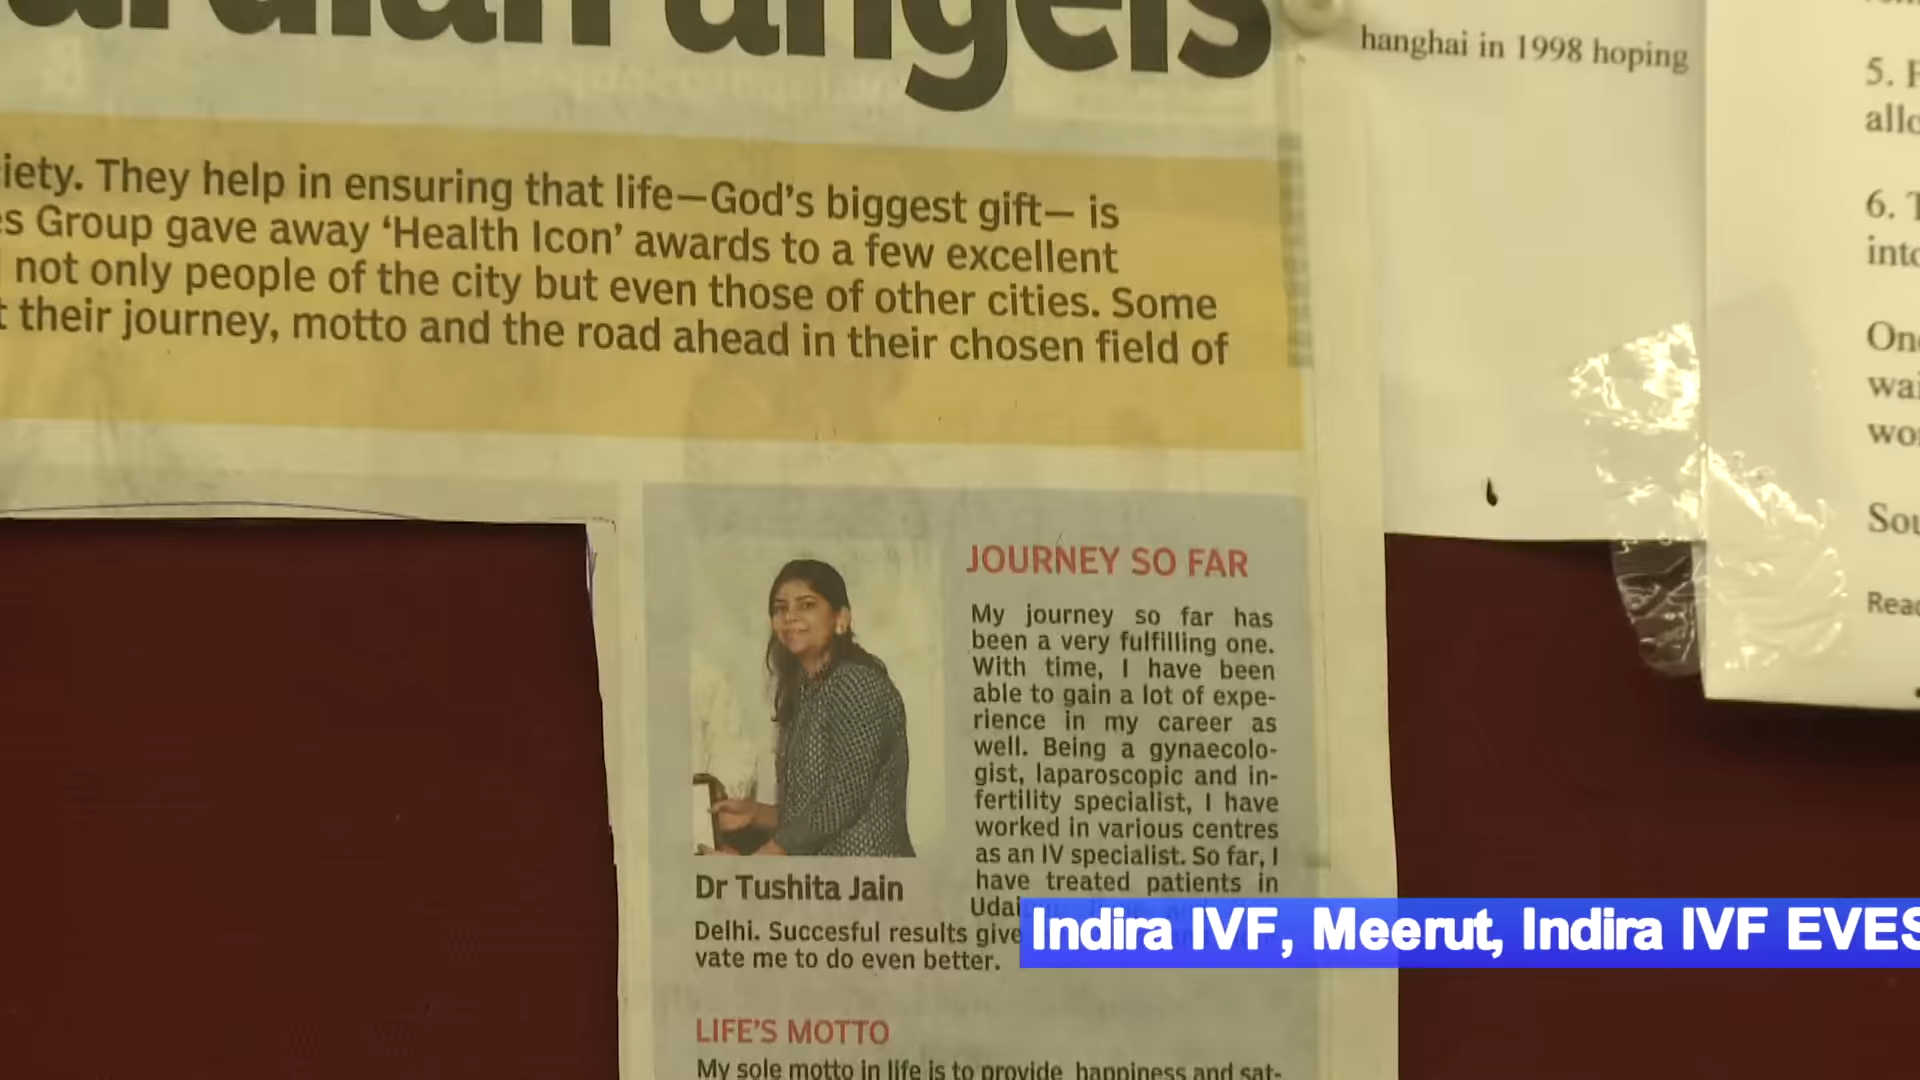 angels
hanghai in 1998 hoping
iety. They help in ensuring that life—God's biggest gift— is
s Group gave away 'Health Icon' awards to a few excellent
not only people of the city but even those of other cities. Some
t their journey, motto and the road ahead in their chosen field of
JOURNEY SO FAR
My journey so far has
been a very fulfilling one.
With time, I have been
able to gain a lot of expe-
rience in my career as
well. Being a gynaecolo-
gist, laparoscopic and in-
fertility specialist, I have
worked in various centres
as an IV specialist. So far, I
have treated patients in
Udai
Delhi. Succesful results give
vate me to do even better.
Dr Tushita Jain
LIFE'S MOTTO
My sole motto in life is to provide happiness and sat-
5.
6.
into
wor
Indira IVF, Meerut, Indira IVF EVES